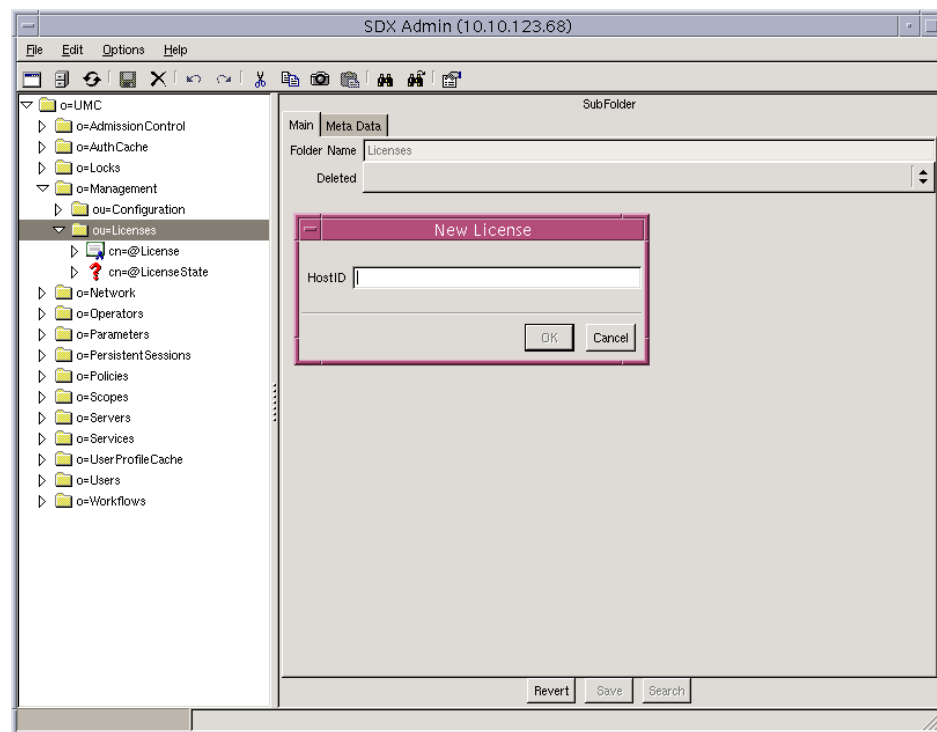 SDX Admin (10.10.123.68)
File Edit Options Help
o=UMC
o=AdmissionControl
o=AuthCache
o=Locks
o=Management
ou=Configuration
ou=Licenses
cn=@License
cn=@LicenseState
o=Network
o=Operators
o=Parameters
o=PersistentSessions
o=Policies
o=Scopes
o=Servers
o=Services
o=UserProfileCache
o=Users
o=Workflows
SubFolder
Main Meta Data
Folder Name Licenses
Deleted
New License
HostID
OK Cancel
Revert Save Search